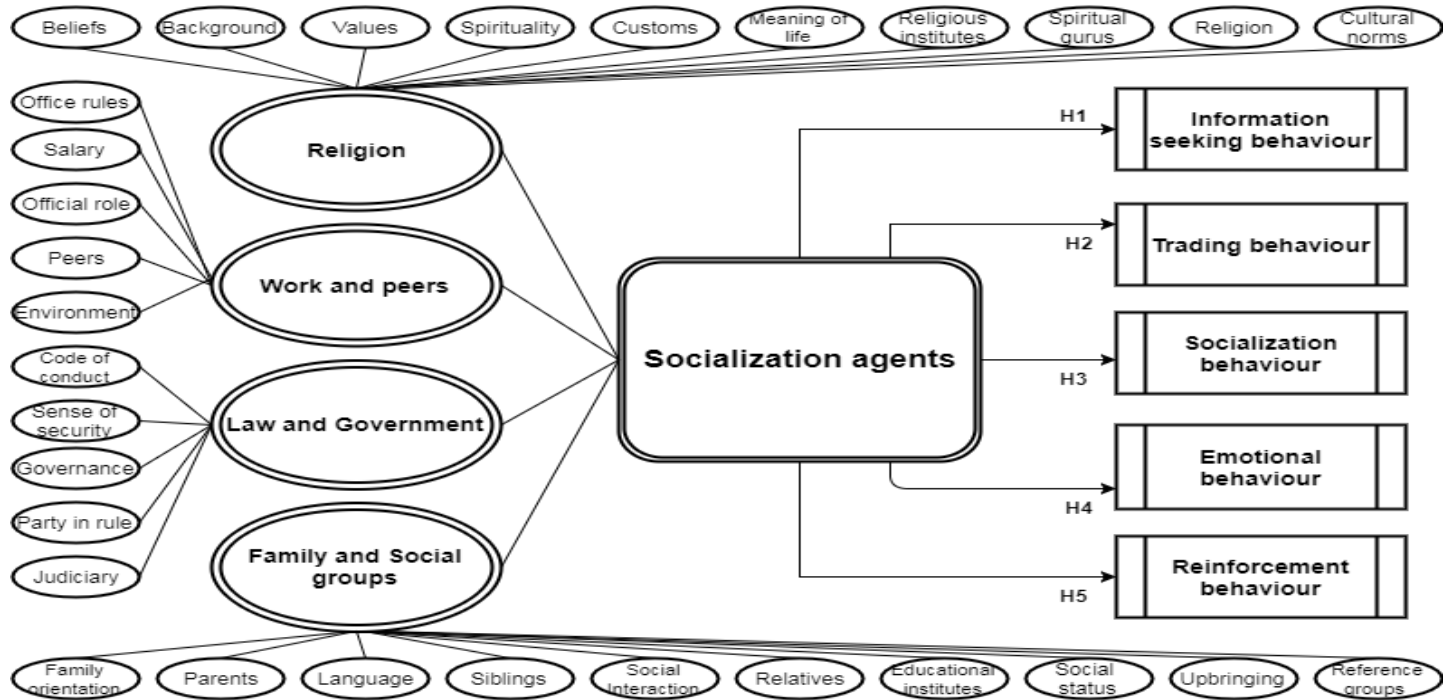 Beliefs
Background
Values
Spirituality
Customs
Meaning of
life
Religious
institutes
Spiritual
gurus
Religion
Cultural
norms
Office rules
Salary
Official role
Peers
Environment
Code of
conduct
Sense of
security
Governance
Party in rule
Judiciary
Religion
Work and peers
Law and Government
Family and Social
groups
Socialization agents
H1
H2
H3
H4
H5
Information
seeking behaviour
Trading behaviour
Socialization
behaviour
Emotional
behaviour
Reinforcement
behaviour
Family
orientation
Parents
Language
Siblings
Social
Interaction
Relatives
Educational
institutes
Social
status
Upbringing
Reference
groups